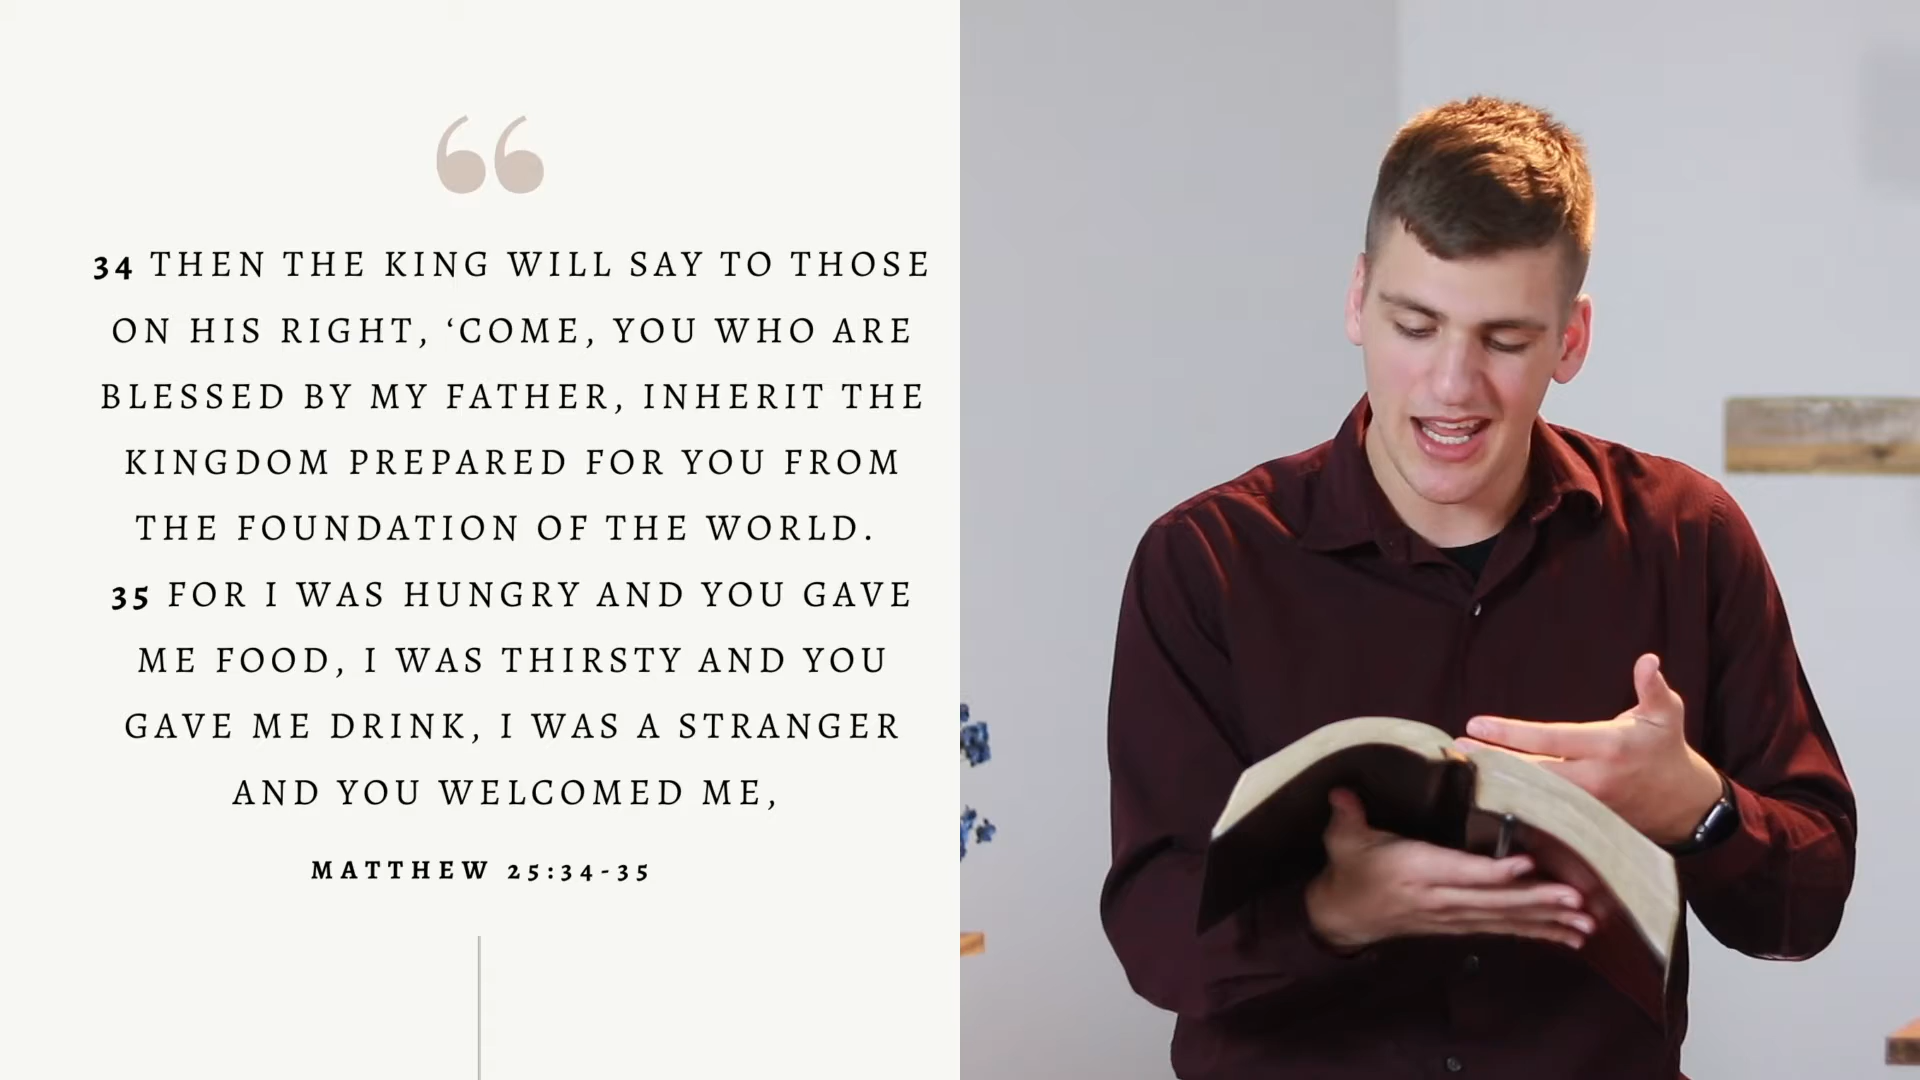 “
34 THEN THE KING WILL SAY TO THOSE
ON HIS RIGHT, ‘COME, YOU WHO ARE
BLESSED BY MY FATHER, INHERIT THE
KINGDOM PREPARED FOR YOU FROM
THE FOUNDATION OF THE WORLD.
35 FOR I WAS HUNGRY AND YOU GAVE
ME FOOD, I WAS THIRSTY AND YOU
GAVE ME DRINK, I WAS A STRANGER
AND YOU WELCOMED ME,
MATTHEW 25:34-35